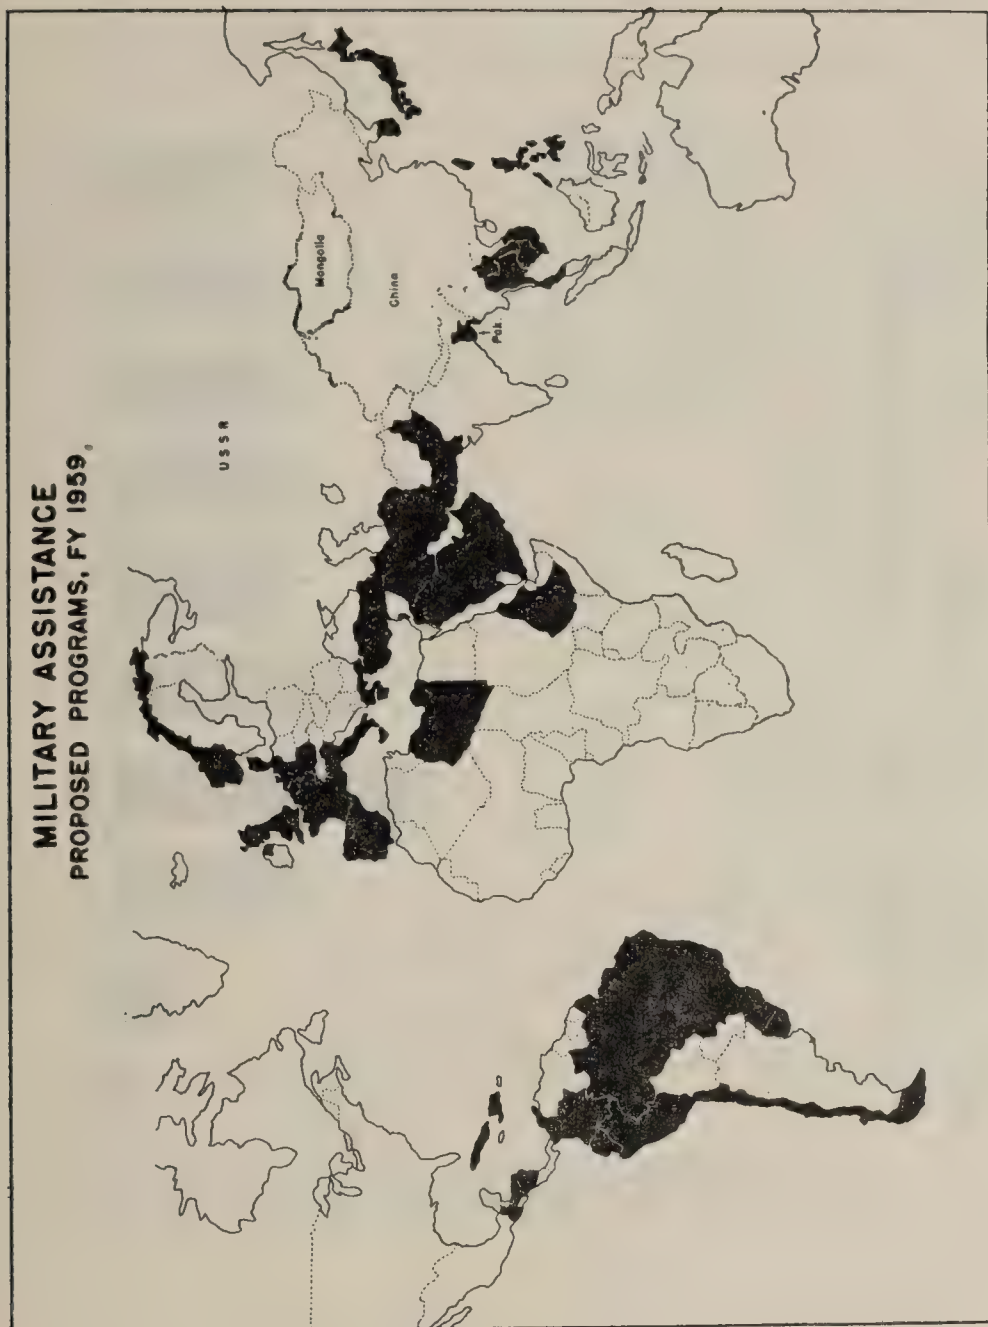 MILITARY ASSISTANCE
PROPOSED PROGRAMS, FY 1959
USSR
Mongolia
China
Pak.